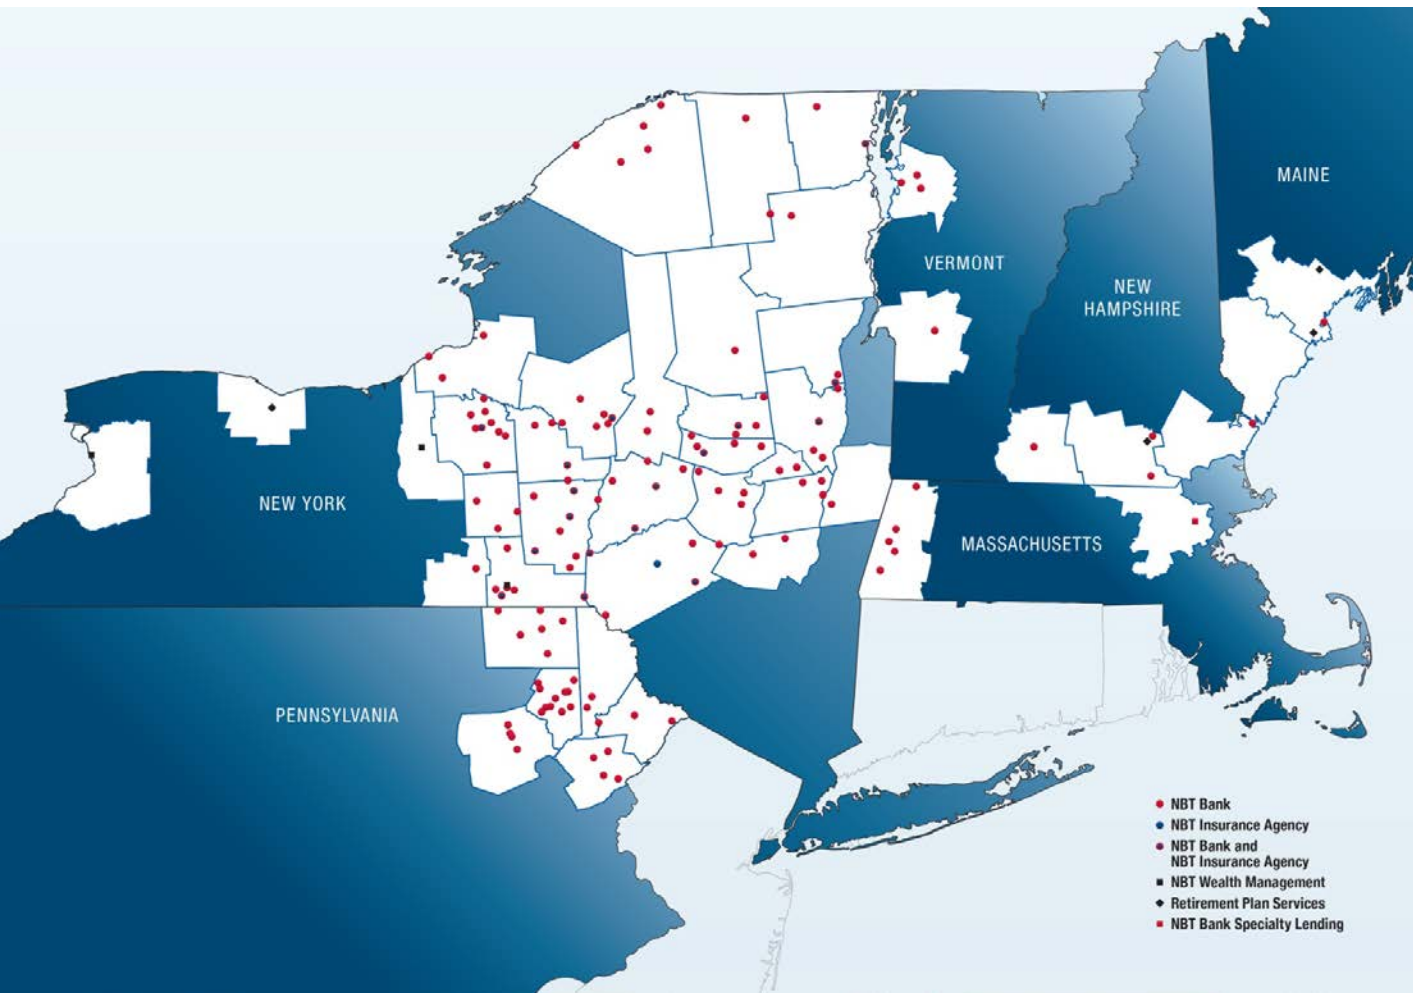 MAINE
VERMONT
NEW
HAMPSHIRE
NEW YORK
MASSACHUSETTS
PENNSYLVANIA
NBT Bank
NBT Insurance Agency
NBT Bank and
NBT Insurance Agency
NBT Wealth Management
Retirement Plan Services
NBT Bank Specialty Lending